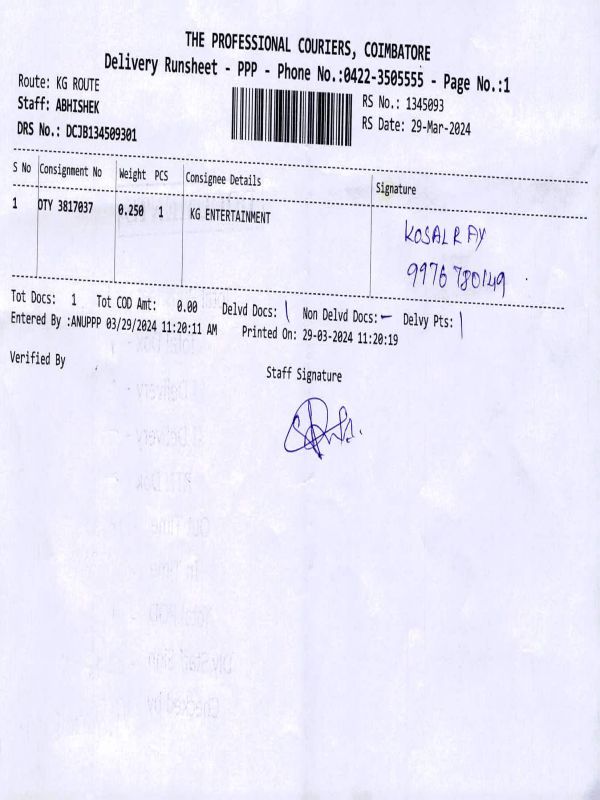 THE PROFESSIONAL COURIERS, COIMBATORE
Delivery Runsheet - PPP - Phone No.:0422-3505555 - Page No.:1
Route: KG ROUTE
Staff: ABHISHEK
DRS No.: DCJB134509301
RS No.: 1345093
RS Date: 29-Mar-2024
S No Consignment No Weight PCS Consignee Details Signature
1 DTY 3817037 0.250 1 KG ENTERTAINMENT
KOSALRAY
9976780149
Tot Docs: 1 Tot COD Amt: 0.00 Delvd Docs: | Non Delvd Docs: - Delvy Pts: |
Entered By :ANUPPP 03/29/2024 11:20:11 AM Printed On: 29-03-2024 11:20:19
Verified By
Staff Signature